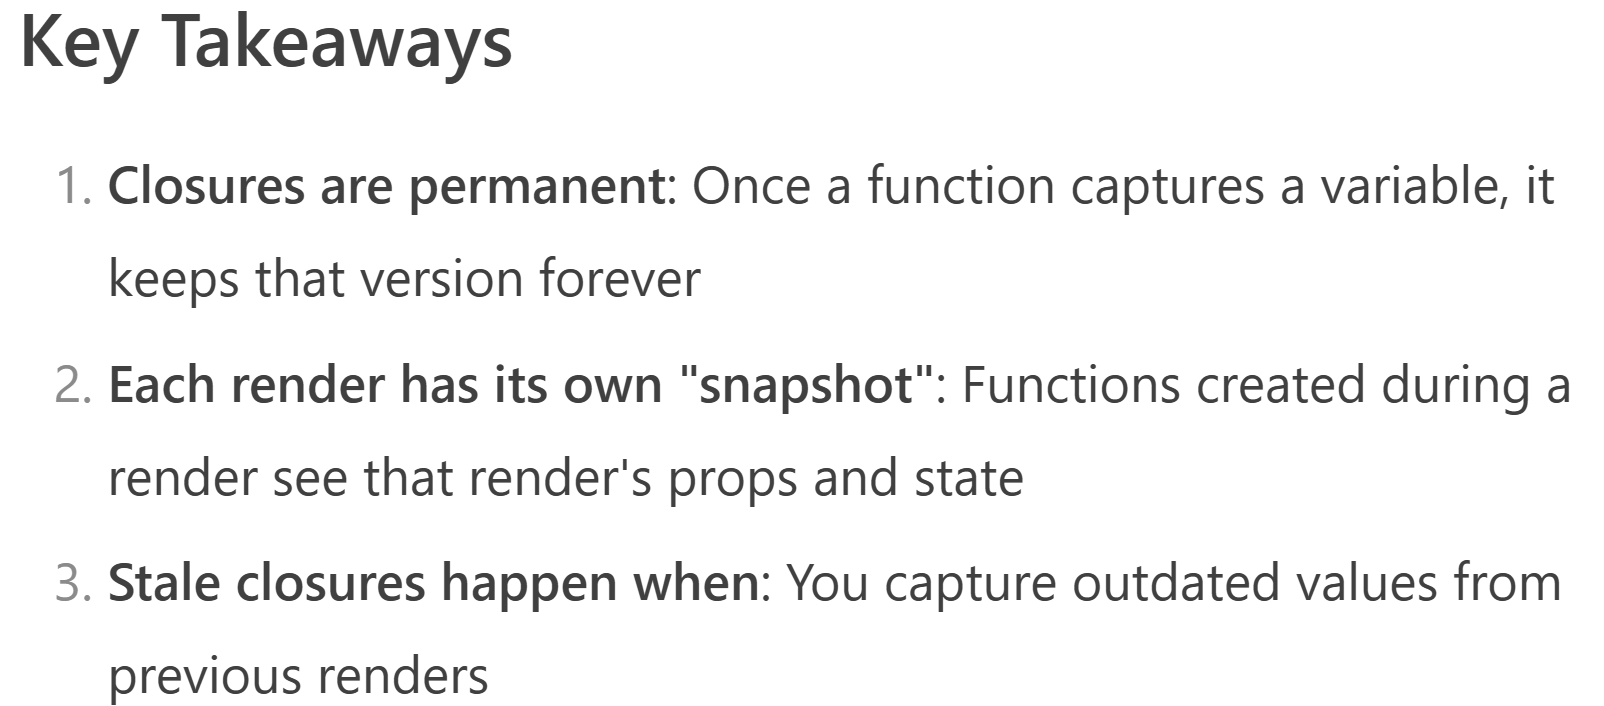 Key Takeaways
1. Closures are permanent: Once a function captures a variable, it
keeps that version forever
2. Each render has its own "snapshot": Functions created during a
render see that render's props and state
3. Stale closures happen when: You capture outdated values from
previous renders